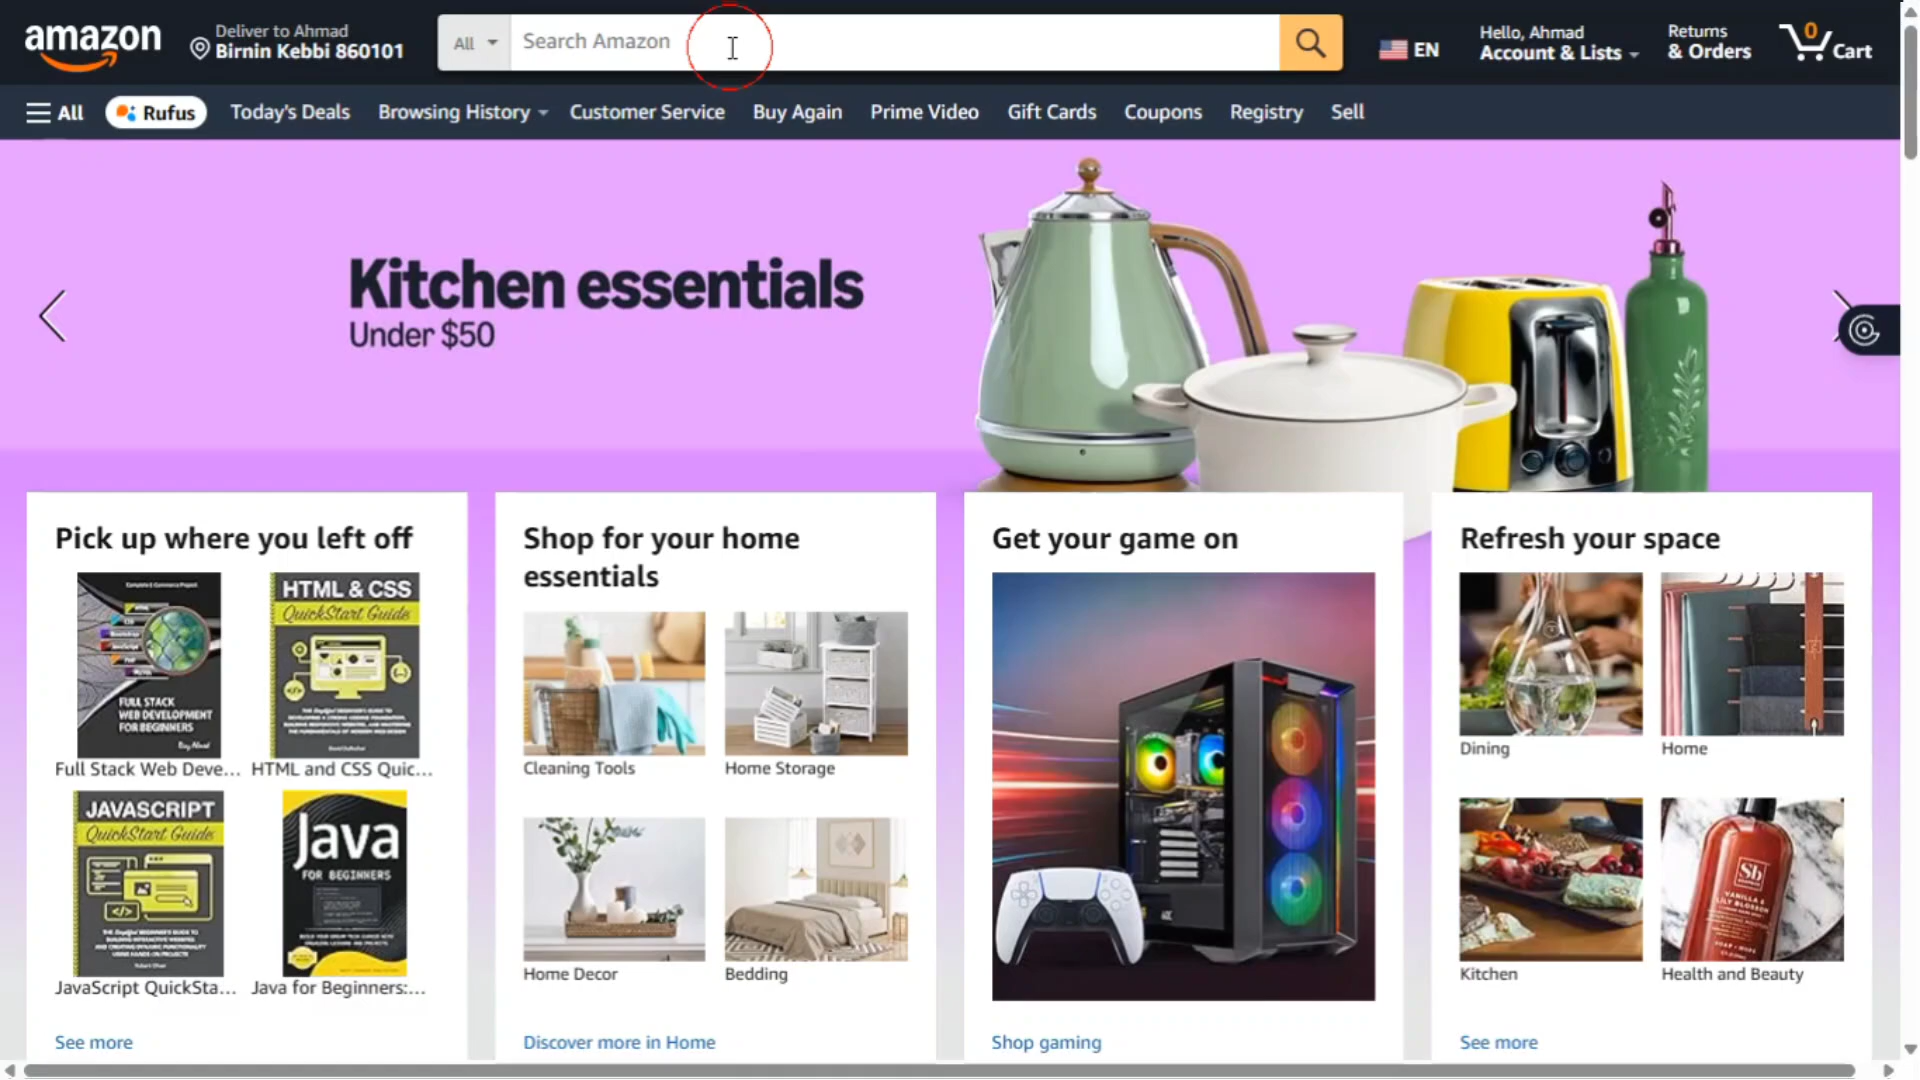 amazon
Deliver to Ahmad
Birnin Kebbi 860101
All
Search Amazon
EN
Hello, Ahmad
Account & Lists
Returns
& Orders
0
Cart
All
Rufus
Today's Deals
Browsing History
Customer Service
Buy Again
Prime Video
Gift Cards
Coupons
Registry
Sell
Kitchen essentials
Under $50
Pick up where you left off
FULL STACK
WEB DEVELOPMENT
FOR BEGINNERS
Full Stack Web Deve...
HTML & CSS
QuickStart Guide
HTML and CSS Quic...
JAVASCRIPT
QuickStart Guide
JavaScript QuickSta...
Java
FOR BEGINNERS
Java for Beginners:...
See more
Shop for your home
essentials
Cleaning Tools
Home Storage
Home Decor
Bedding
Discover more in Home
Get your game on
Shop gaming
Refresh your space
Dining
Home
Kitchen
Sb
VANILLA &
LILY BLOSSOM
Health and Beauty
See more